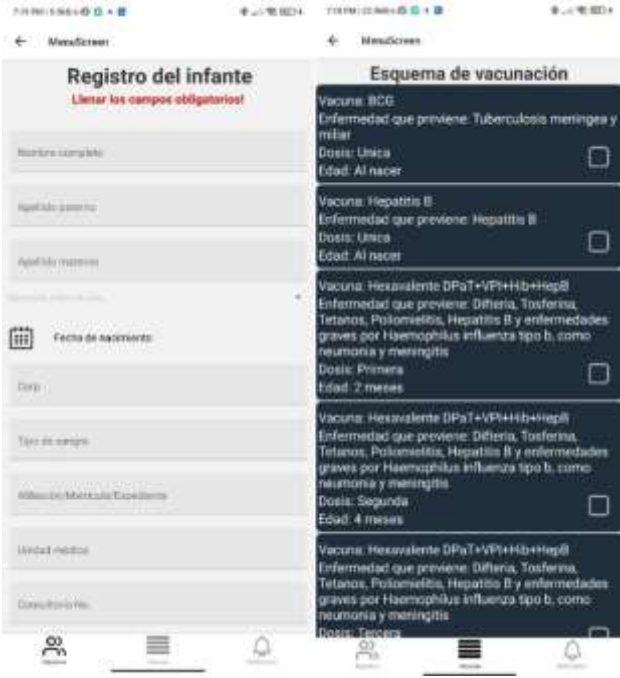 MenuScreen
Registro del infante
Llenar los campos obligatorios!
Nombre completo
Apellido paterno
Apellido materno
Fecha de nacimiento
Curp
Tipo de sangre
Afiliación/Matricula/Expediente
Unidad médica
Consultorio No.
MenuScreen
Esquema de vacunación
Vacuna: BCG
Enfermedad que previene: Tuberculosis meningea y
miliar
Dosis: Unica
Edad: Al nacer
Vacuna: Hepatitis B
Enfermedad que previene: Hepatitis B
Dosis: Unica
Edad: Al nacer
Vacuna: Hexavalente DPaT+VPI+Hib+HepB
Enfermedad que previene: Difteria, Tosferina,
Tetanos, Poliomielitis, Hepatitis B y enfermedades
graves por Haemophilus influenza tipo b, como
neumonia y meningitis
Dosis: Primera
Edad: 2 meses
Vacuna: Hexavalente DPaT+VPI+Hib+HepB
Enfermedad que previene: Difteria, Tosferina,
Tetanos, Poliomielitis, Hepatitis B y enfermedades
graves por Haemophilus influenza tipo b, como
neumonia y meningitis
Dosis: Segunda
Edad: 4 meses
Vacuna: Hexavalente DPaT+VPI+Hib+HepB
Enfermedad que previene: Difteria, Tosferina,
Tetanos, Poliomielitis, Hepatitis B y enfermedades
graves por Haemophilus influenza tipo b, como
neumonia y meningitis
Dosis: Tercera